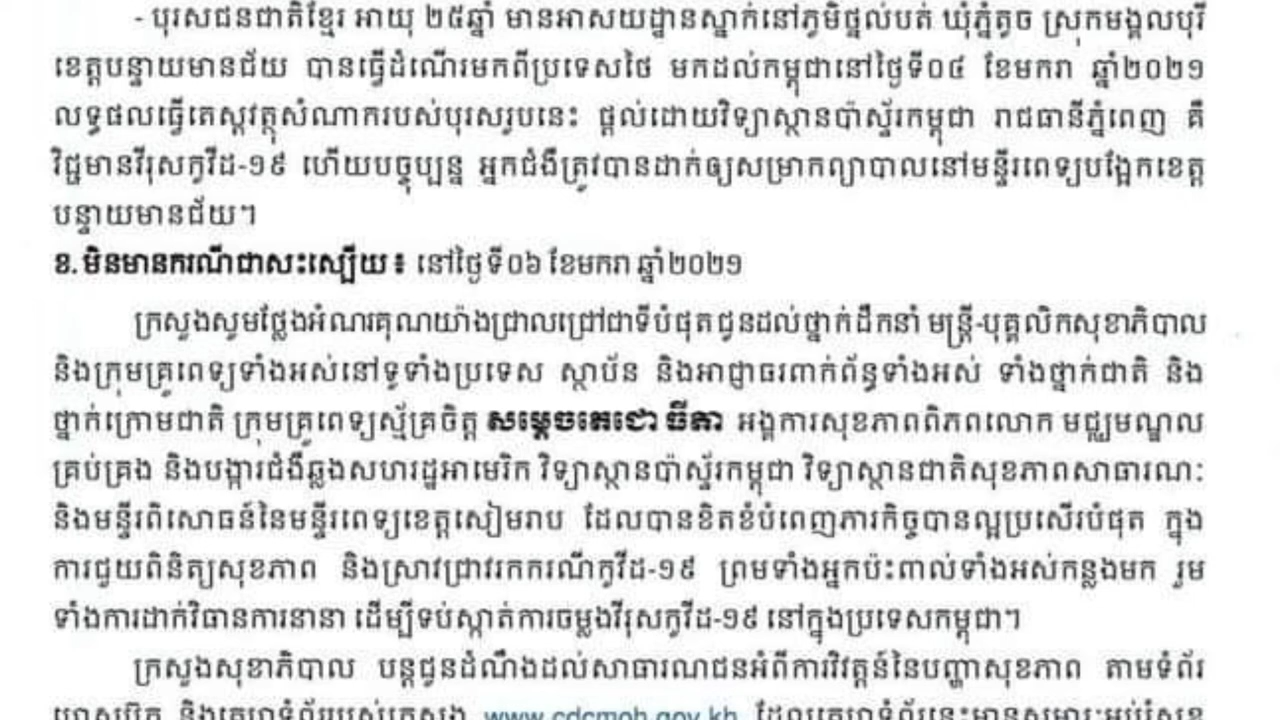 - បុរសជនជាតិខ្មែរ អាយុ ២៥ឆ្នាំ មានអាសយដ្ឋានស្នាក់នៅភូមិផ្នល់បត់ ឃុំភ្នំតូច ស្រុកមង្គលបុរី
ខេត្តបន្ទាយមានជ័យ បានធ្វើដំណើរមកពីប្រទេសថៃ មកដល់កម្ពុជានៅថ្ងៃទី០៤ ខែមករា ឆ្នាំ២០២១
លទ្ធផលធ្វើតេស្តវត្ថុសំណាករបស់បុរសរូបនេះ ផ្តល់ដោយវិទ្យាស្ថានប៉ាស្ទ័រកម្ពុជា រាជធានីភ្នំពេញ គឺ
វិជ្ជមានវីរុសកូវីដ-១៩ ហើយបច្ចុប្បន្ន អ្នកជំងឺត្រូវបានដាក់ឲ្យសម្រាកព្យាបាលនៅមន្ទីរពេទ្យបង្អែកខេត្ត
បន្ទាយមានជ័យ។
ខ. មិនមានករណីជាសះស្បើយ៖ នៅថ្ងៃទី០៦ ខែមករា ឆ្នាំ២០២១
ក្រសួងសូមថ្លែងអំណរគុណយ៉ាងជ្រាលជ្រៅជាទីបំផុតជូនដល់ថ្នាក់ដឹកនាំ មន្ត្រី-បុគ្គលិកសុខាភិបាល
និងក្រុមគ្រូពេទ្យទាំងអស់នៅទូទាំងប្រទេស ស្ថាប័ន និងអាជ្ញាធរពាក់ព័ន្ធទាំងអស់ ទាំងថ្នាក់ជាតិ និង
ថ្នាក់ក្រោមជាតិ ក្រុមគ្រូពេទ្យស្ម័គ្រចិត្ត សម្តេចតេជោ ធីតា អង្គការសុខភាពពិភពលោក មជ្ឈមណ្ឌល
គ្រប់គ្រង និងបង្ការជំងឺឆ្លងសហរដ្ឋអាមេរិក វិទ្យាស្ថានប៉ាស្ទ័រកម្ពុជា វិទ្យាស្ថានជាតិសុខភាពសាធារណៈ
និងមន្ទីរពិសោធន៍នៃមន្ទីរពេទ្យខេត្តសៀមរាប ដែលបានខិតខំបំពេញភារកិច្ចបានល្អប្រសើរបំផុត ក្នុង
ការជួយពិនិត្យសុខភាព និងស្រាវជ្រាវរកករណីកូវីដ-១៩ ព្រមទាំងអ្នកប៉ះពាល់ទាំងអស់កន្លងមក រួម
ទាំងការដាក់វិធានការនានា ដើម្បីទប់ស្កាត់ការចម្លងវីរុសកូវីដ-១៩ នៅក្នុងប្រទេសកម្ពុជា។
ក្រសួងសុខាភិបាល បន្តជូនដំណឹងដល់សាធារណជនអំពីការវិវត្តន៍នៃបញ្ហាសុខភាព តាមទំព័រ
ហ្វេសប៊ុក និងគេហទំព័ររបស់ក្រសួង www.cdcmoh.gov.kh ដែលគេហទំព័រនេះមាន